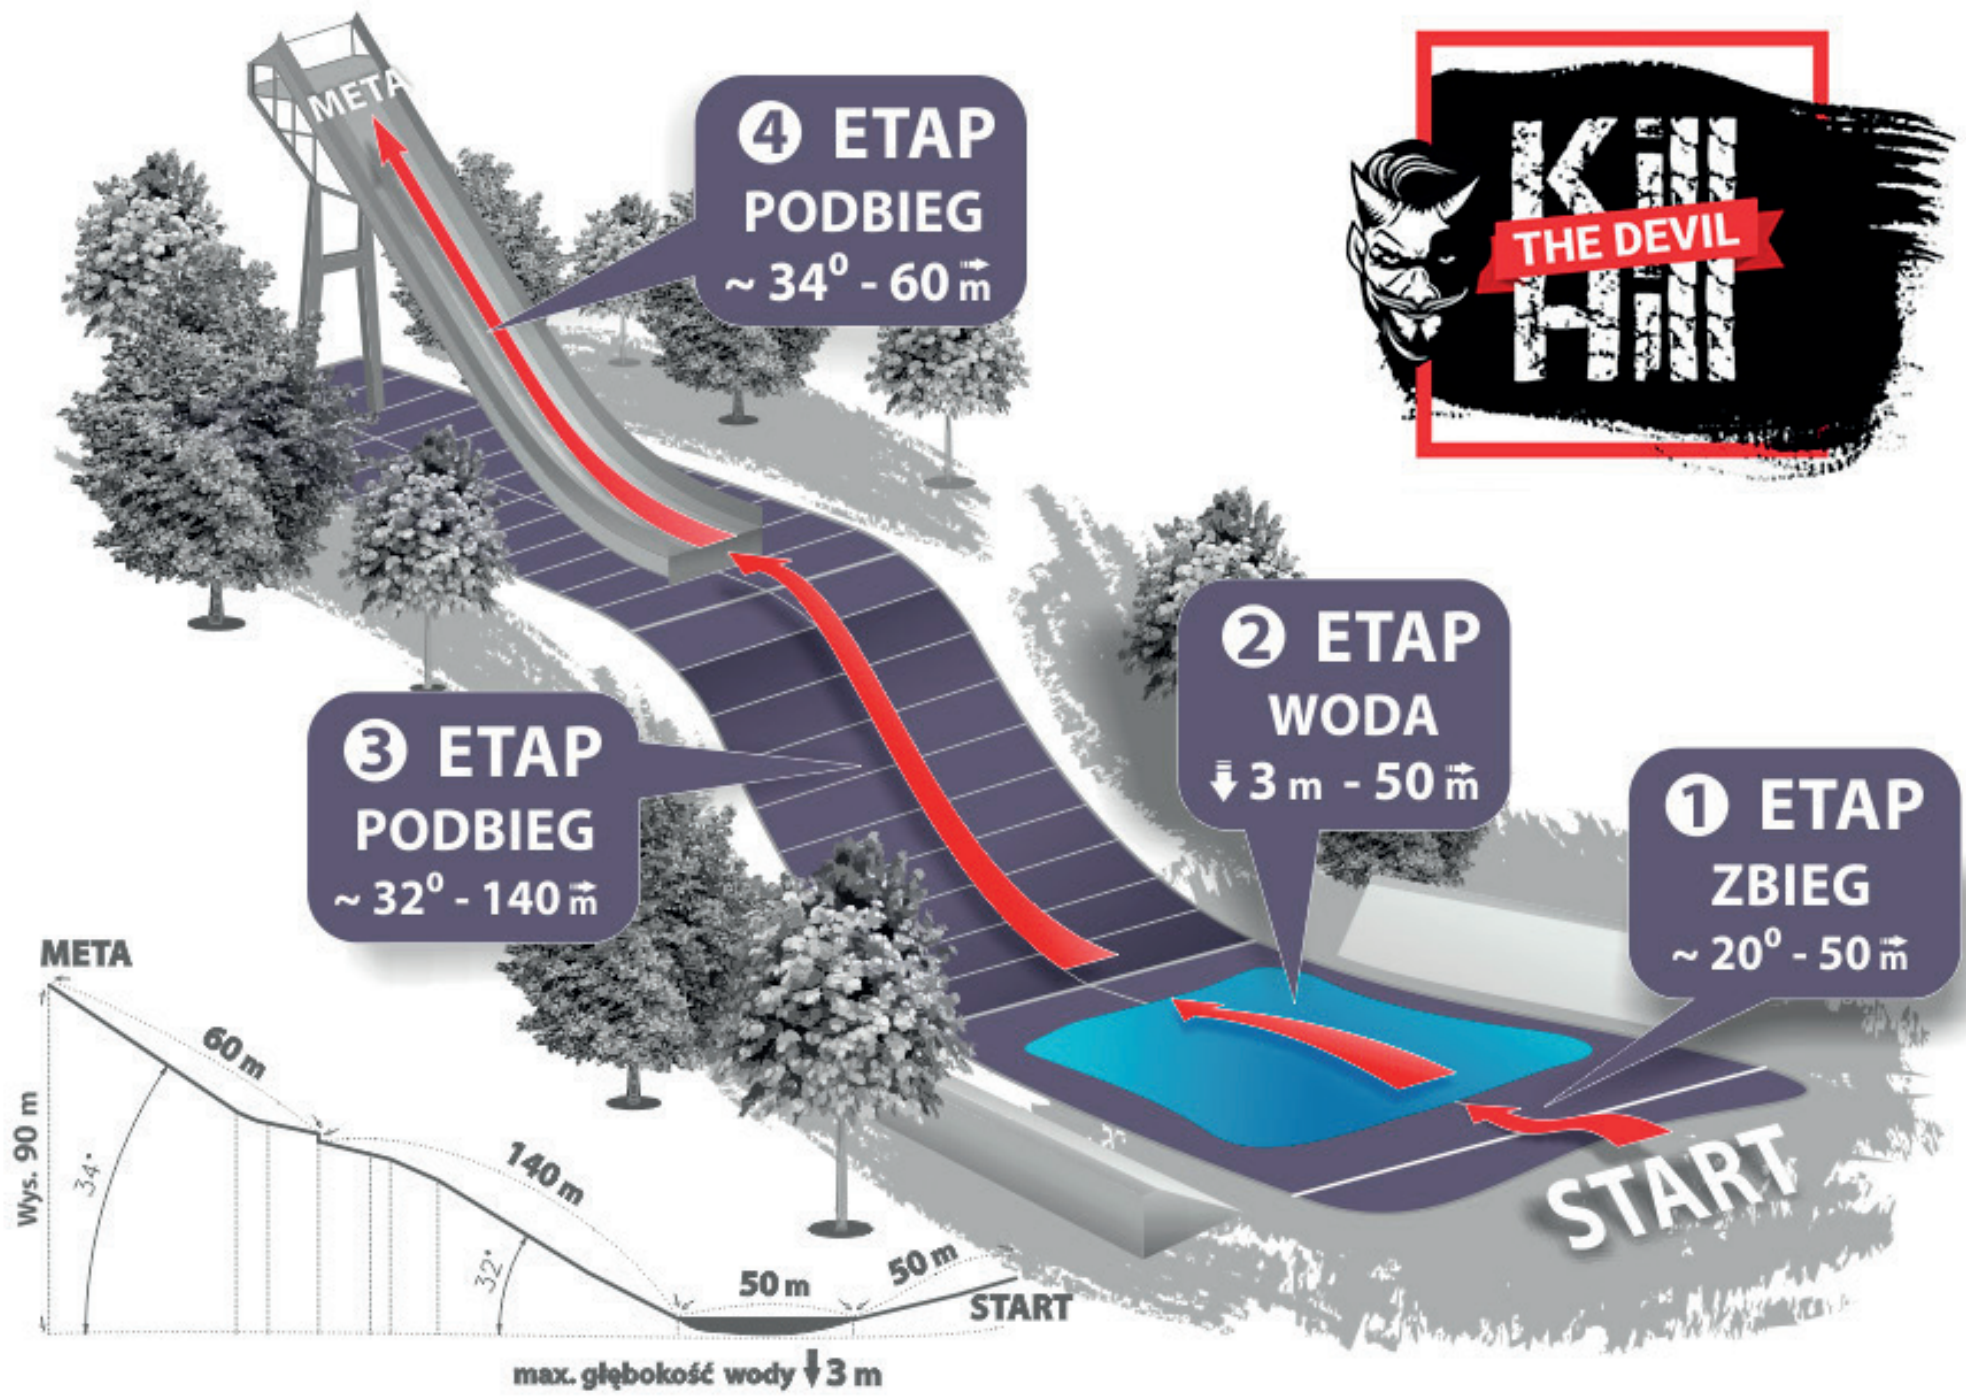 META
4 ETAP
PODBIEG
~ 34⁰ - 60 m
Kill
THE DEVIL
Hill
3 ETAP
PODBIEG
~ 32⁰ - 140 m
2 ETAP
WODA
3 m - 50 m
1 ETAP
ZBIEG
~ 20⁰ - 50 m
START
META
60 m
Wys. 90 m
34°
140 m
32°
50 m
50 m
START
max. głębokość wody 3 m